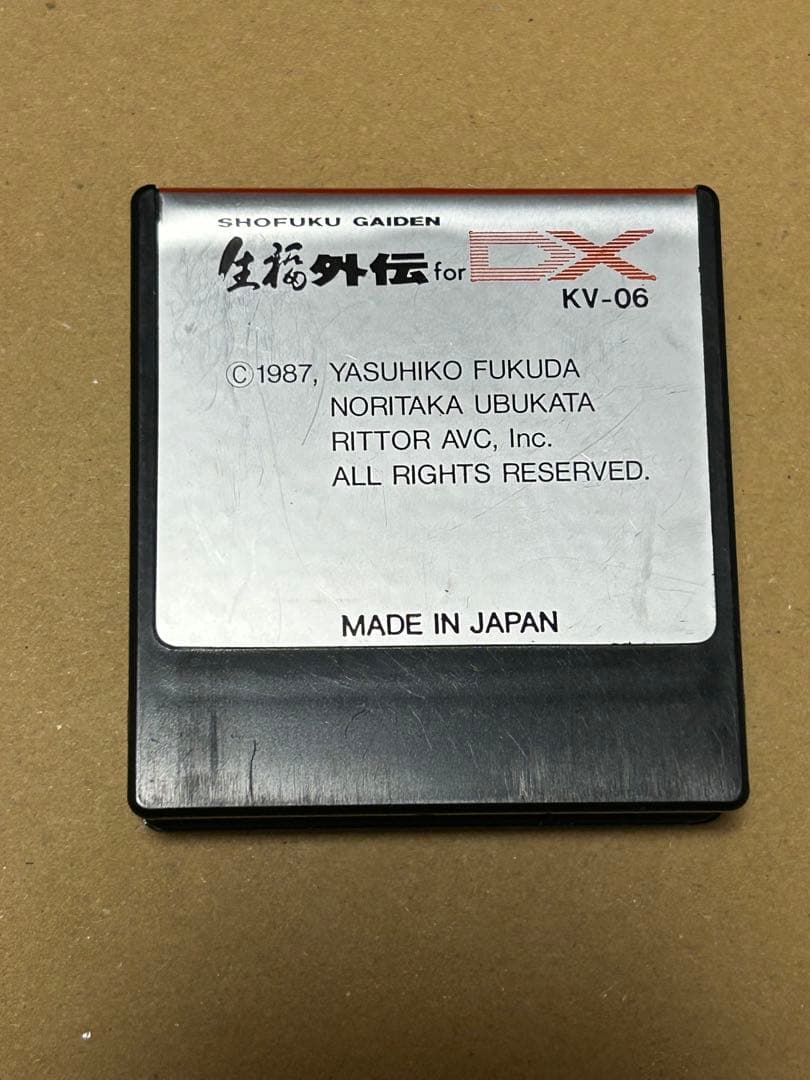 SHOFUKU GAIDEN
生福外伝 for DX
KV-06
©1987, YASUHIKO FUKUDA
NORITAKA UBUKATA
RITTOR AVC, Inc.
ALL RIGHTS RESERVED.
MADE IN JAPAN